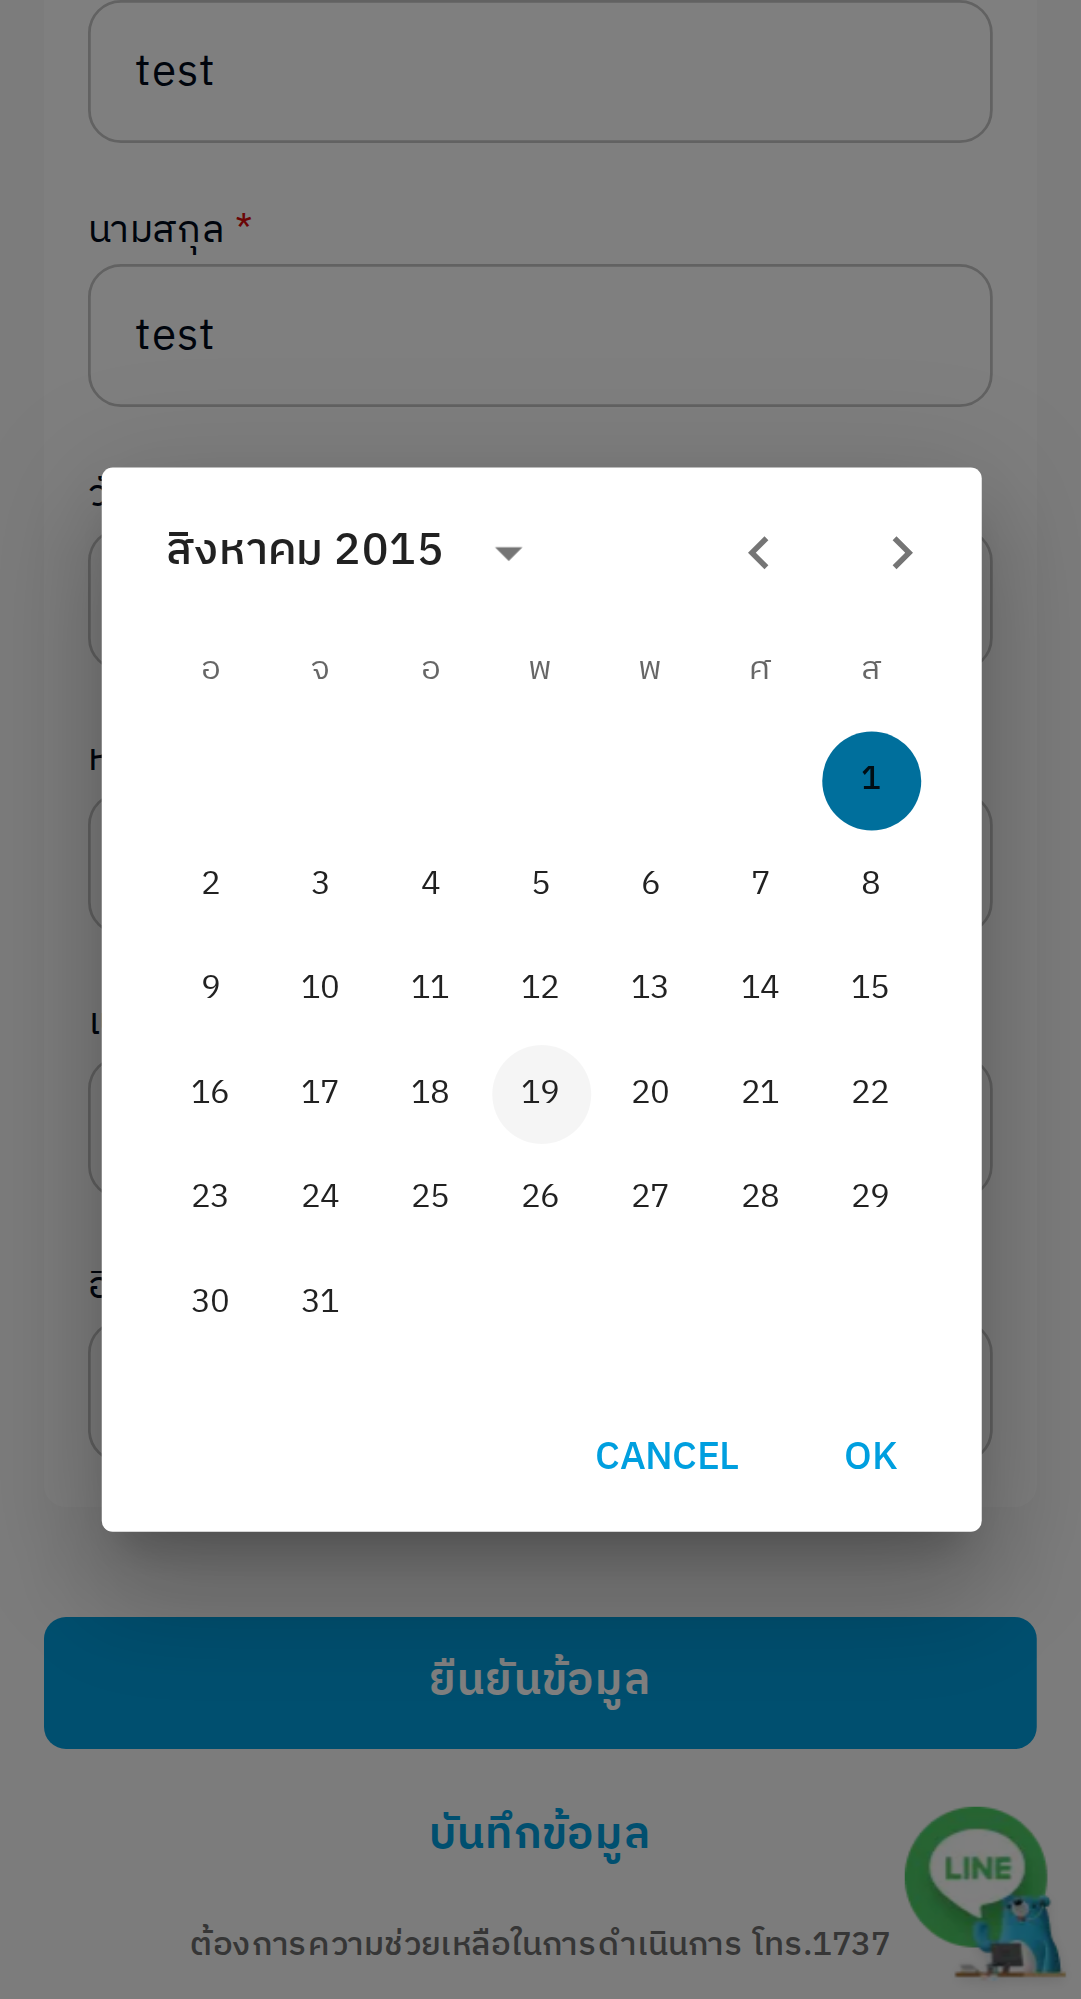 test
นามสกุล *
test
สิงหาคม 2015
อ จ อ พ พ ศ ส
1
2 3 4 5 6 7 8
9 10 11 12 13 14 15
16 17 18 19 20 21 22
23 24 25 26 27 28 29
30 31
CANCEL OK
ยืนยันข้อมูล
บันทึกข้อมูล
LINE
ต้องการความช่วยเหลือในการดำเนินการ โทร.1737